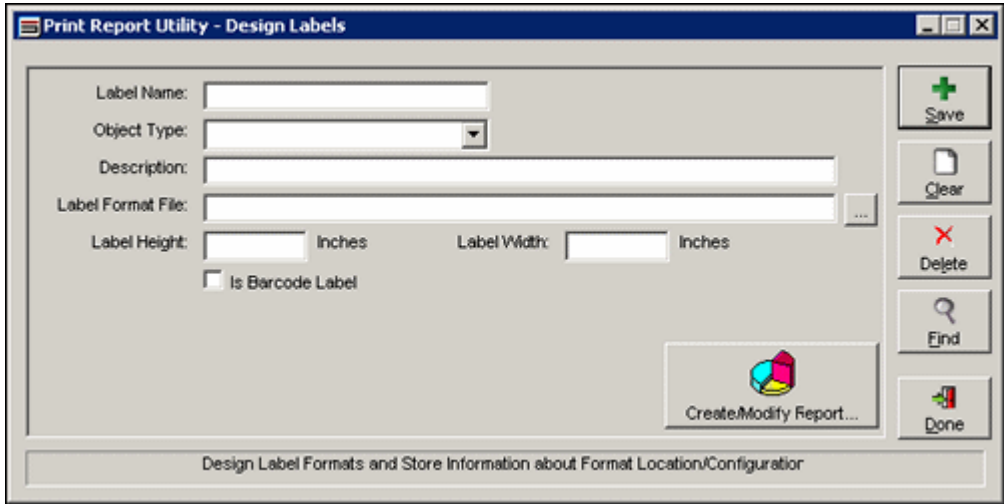 Print Report Utility - Design Labels
Label Name:
Object Type:
Description:
Label Format File:
...
Label Height:
Inches
Label Width:
Inches
Is Barcode Label
Create/Modify Report...
Save
Clear
Delete
Find
Done
Design Label Formats and Store Information about Format Location/Configuratior